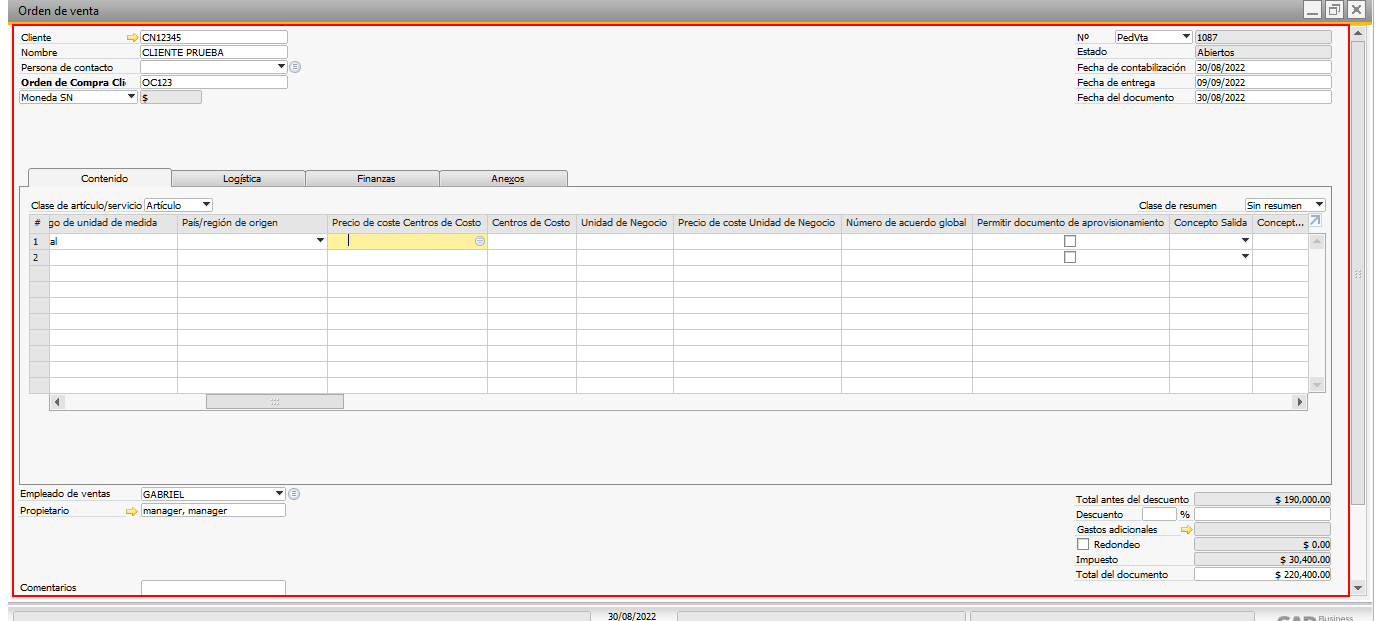 Orden de venta
Cliente CN12345
Nombre CLIENTE PRUEBA
Persona de contacto
Orden de Compra Cli OC123
Moneda SN $
Nº PedVta 1087
Estado Abiertos
Fecha de contabilización 30/08/2022
Fecha de entrega 09/09/2022
Fecha del documento 30/08/2022
Contenido Logística Finanzas Anexos
Clase de artículo/servicio Artículo Clase de resumen Sin resumen
# go de unidad de medida País/región de origen Precio de coste Centros de Costo Centros de Costo Unidad de Negocio Precio de coste Unidad de Negocio Número de acuerdo global Permitir documento de aprovisionamiento Concepto Salida Concept...
1 al
2
Empleado de ventas GABRIEL
Propietario manager, manager
Total antes del descuento $ 190,000.00
Descuento %
Gastos adicionales
Redondeo $ 0.00
Impuesto $ 30,400.00
Total del documento $ 220,400.00
Comentarios
30/08/2022
SAP Business